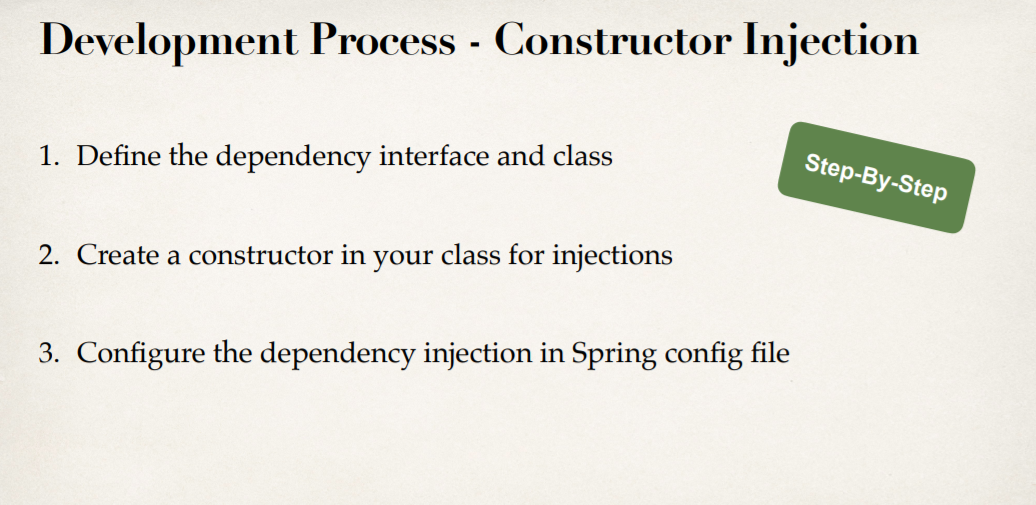 Development Process - Constructor Injection
1. Define the dependency interface and class
Step-By-Step
2. Create a constructor in your class for injections
3. Configure the dependency injection in Spring config file